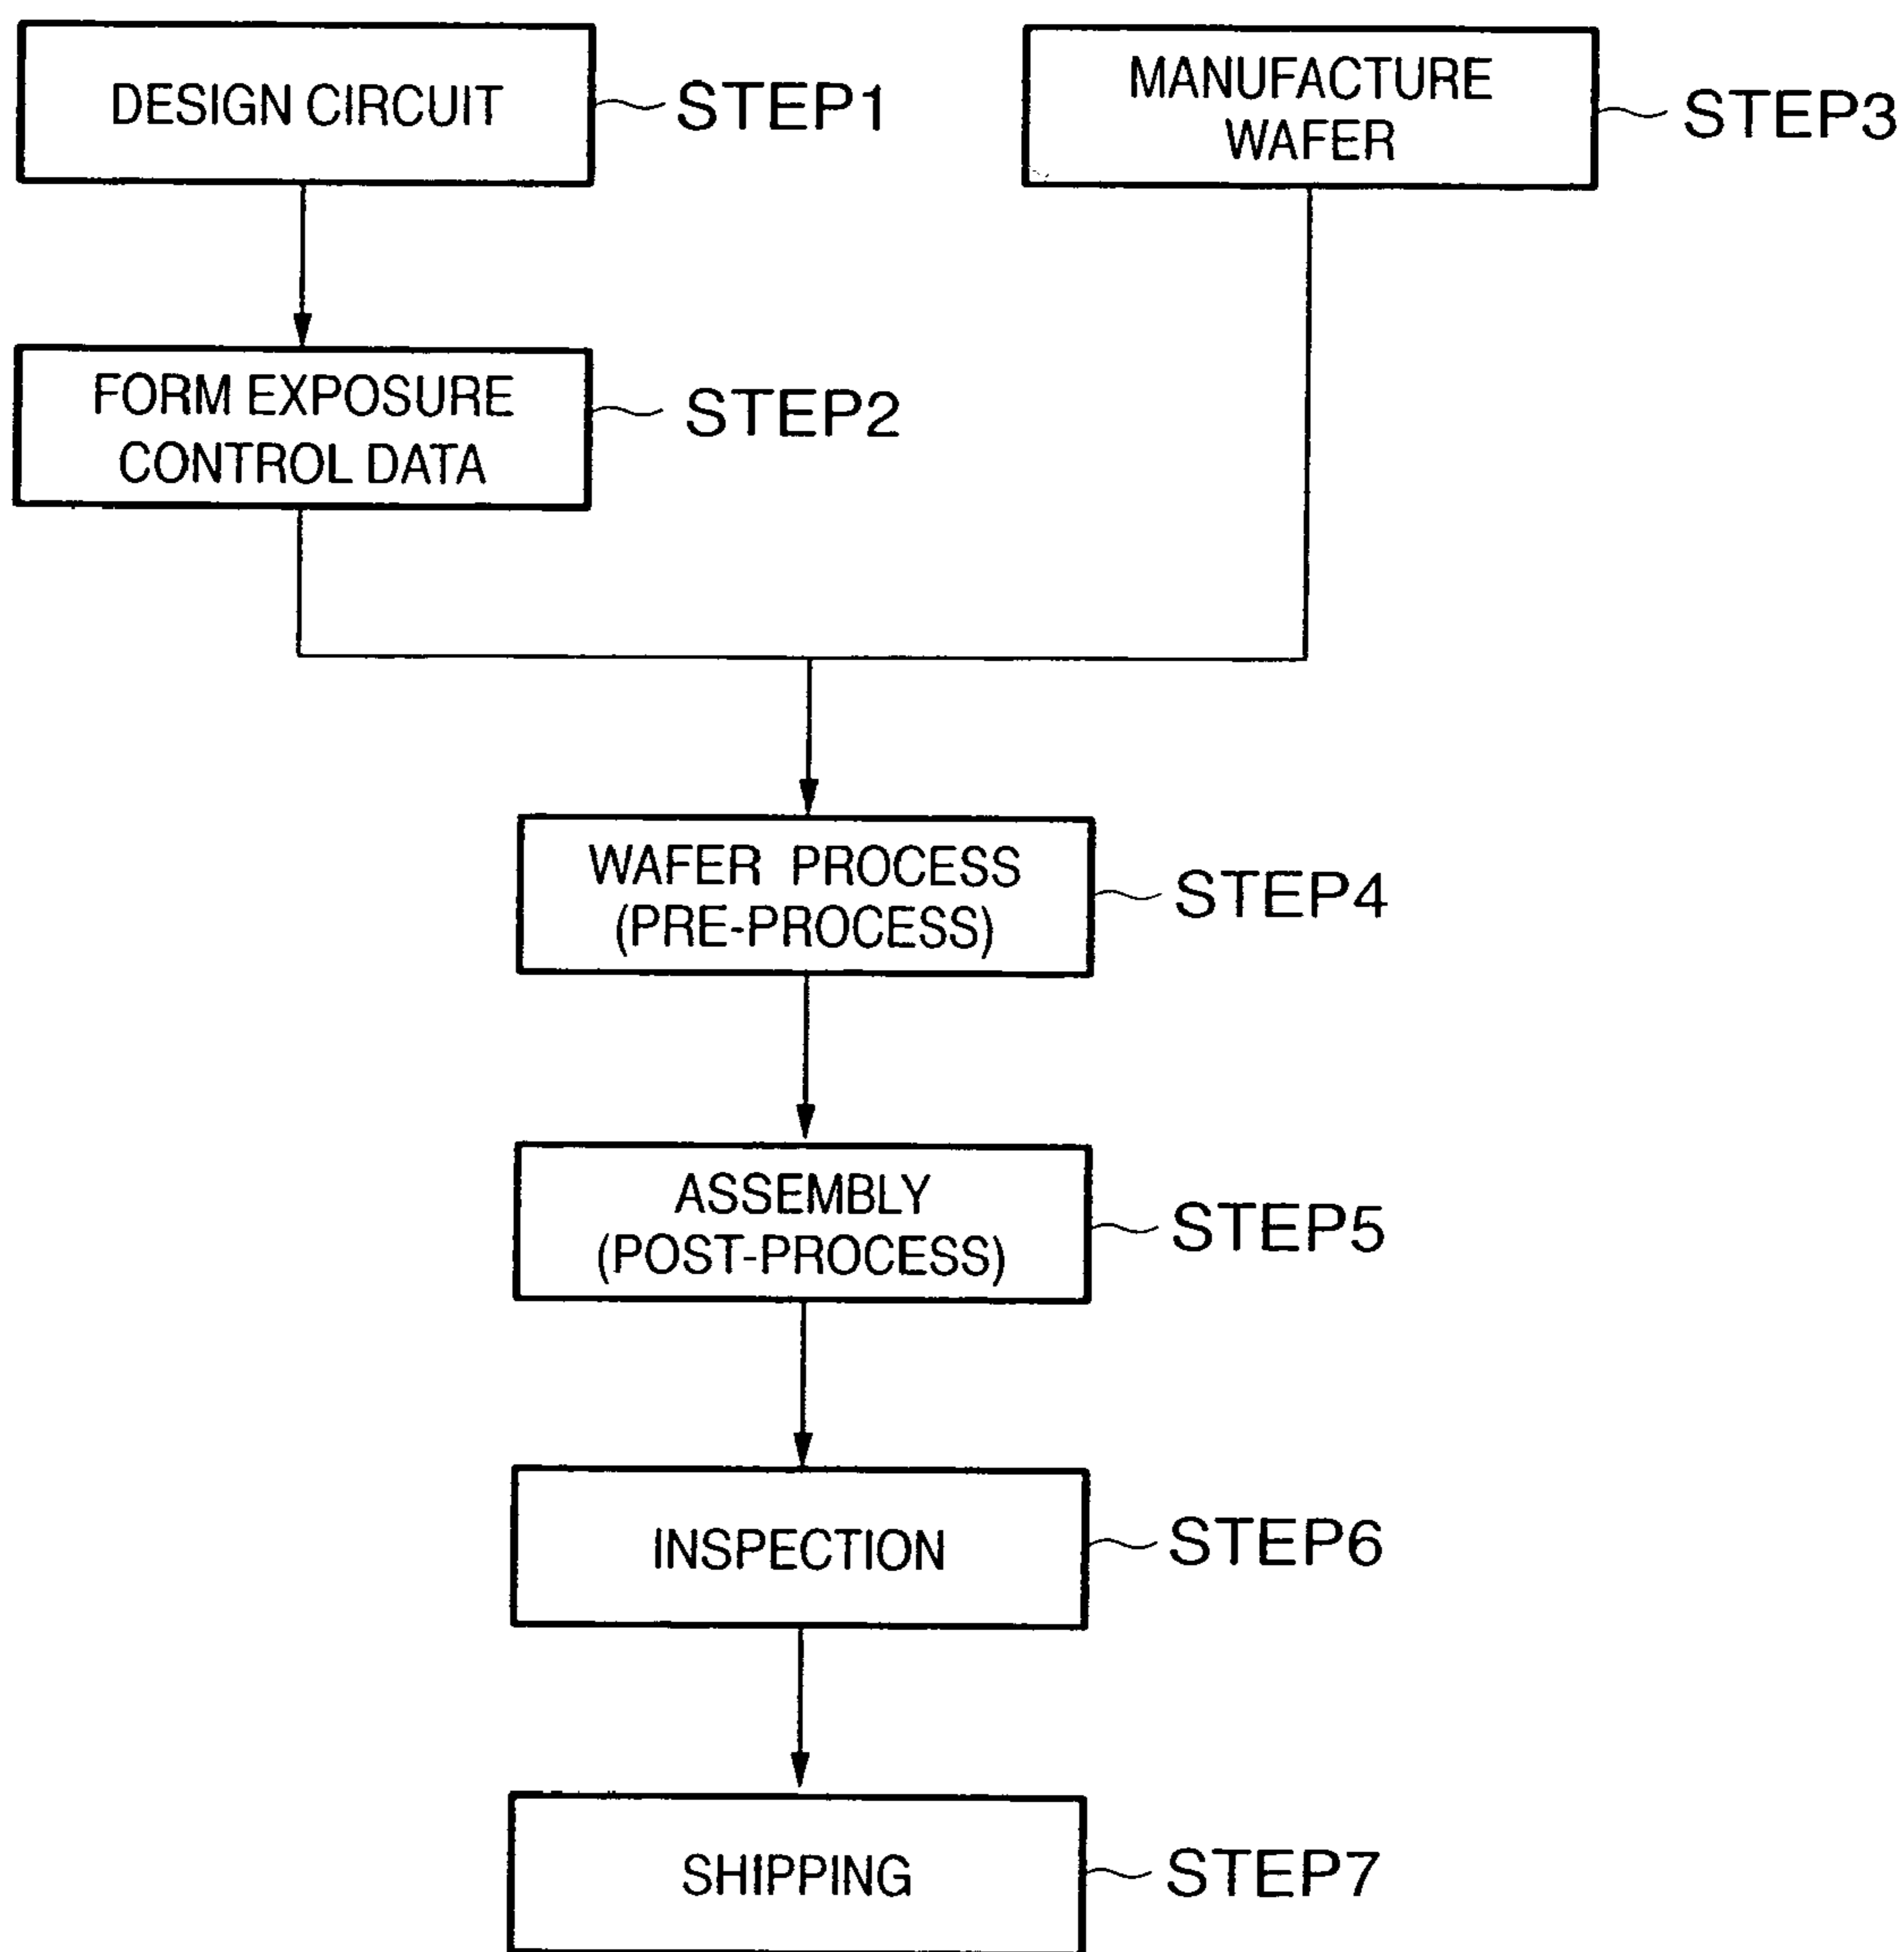 DESIGN CIRCUIT
STEP1
MANUFACTURE
WAFER
STEP3
FORM EXPOSURE
CONTROL DATA
STEP2
WAFER PROCESS
(PRE-PROCESS)
STEP4
ASSEMBLY
(POST-PROCESS)
STEP5
INSPECTION
STEP6
SHIPPING
STEP7